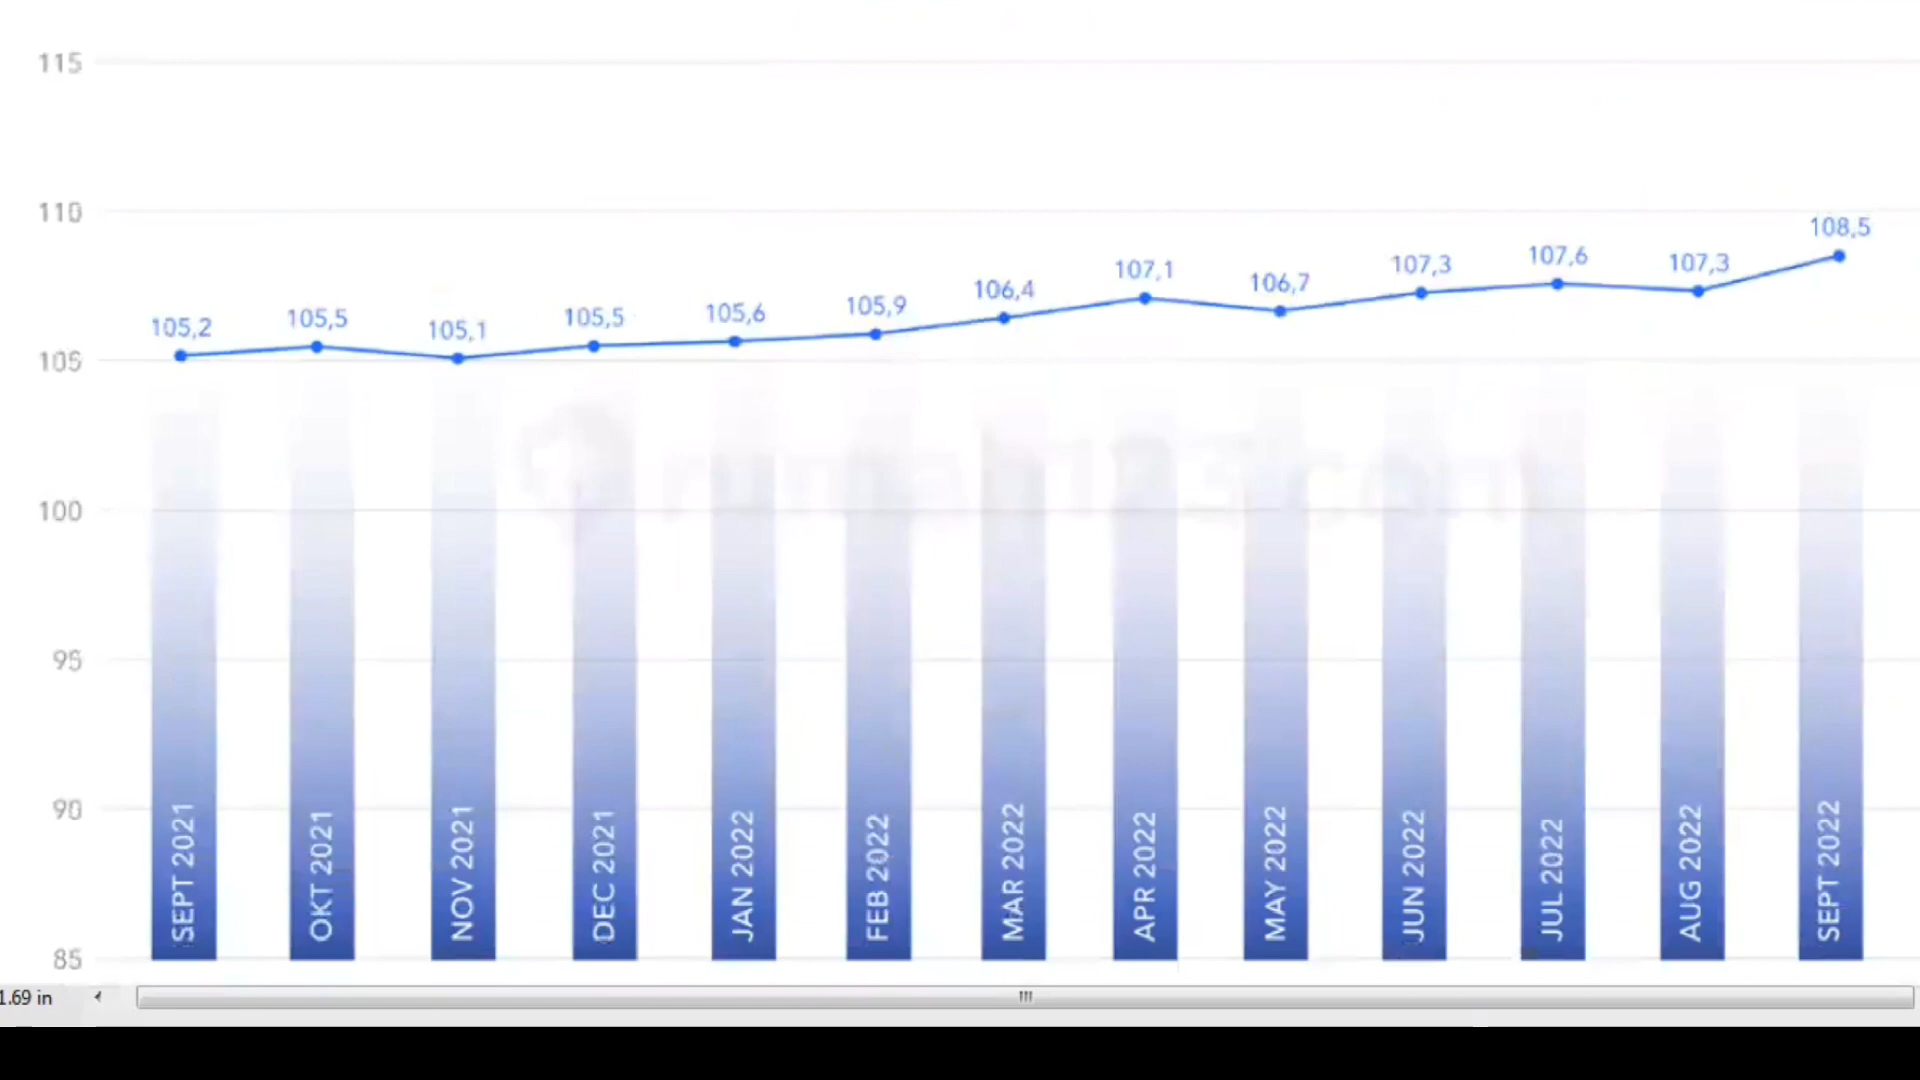 115
110
105
100
95
90
85
105,2
105,5
105,1
105,5
105,6
105,9
106,4
107,1
106,7
107,3
107,6
107,3
108,5
rumah123.com
SEPT 2021
OKT 2021
NOV 2021
DEC 2021
JAN 2022
FEB 2022
MAR 2022
APR 2022
MAY 2022
JUN 2022
JUL 2022
AUG 2022
SEPT 2022
1.69 in